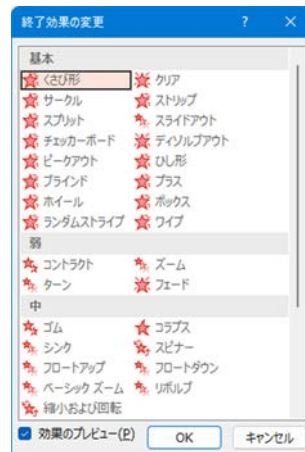 終了効果の変更 ? ×
基本
くさび形 クリア
サークル ストリップ
スプリット スライドアウト
チェッカーボード ディゾルブアウト
ピークアウト ひし形
ブラインド プラス
ホイール ボックス
ランダムストライプ ワイプ
弱
コントラクト ズーム
ターン フェード
中
ゴム コラプス
シンク スピナー
フロートアップ フロートダウン
ベーシック ズーム リボルブ
縮小および回転
効果のプレビュー(P) OK キャンセル